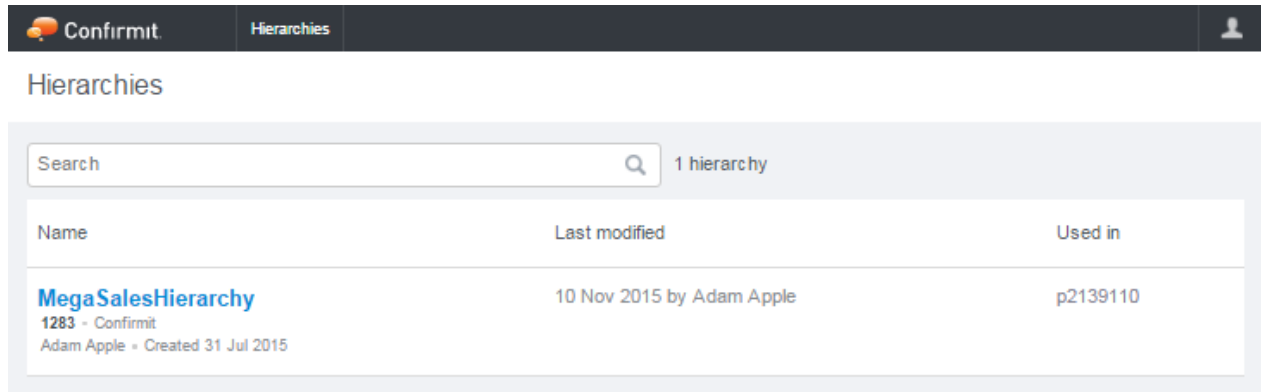 Confirmit. Hierarchies
Hierarchies
Search 1 hierarchy
Name Last modified Used in
MegaSalesHierarchy 10 Nov 2015 by Adam Apple p2139110
1283 • Confirmit
Adam Apple • Created 31 Jul 2015